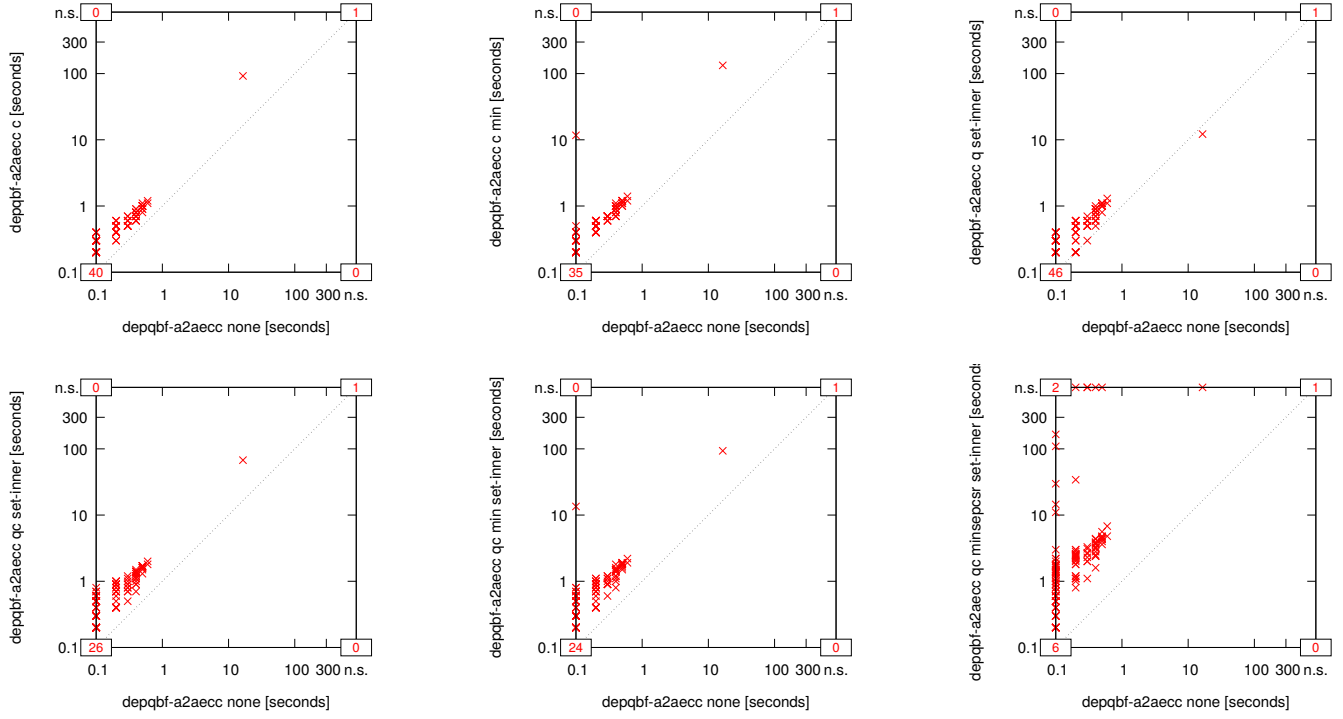 n.s. 0 1
300
100
10
1
0.1 40 0
0.1 1 10 100 300 n.s.
depqbf-a2aecc none [seconds]
depqbf-a2aecc c [seconds]
n.s. 0 1
300
100
10
1
0.1 35 0
0.1 1 10 100 300 n.s.
depqbf-a2aecc none [seconds]
depqbf-a2aecc c min [seconds]
n.s. 0 1
300
100
10
1
0.1 46 0
0.1 1 10 100 300 n.s.
depqbf-a2aecc none [seconds]
depqbf-a2aecc q set-inner [seconds]
n.s. 0 1
300
100
10
1
0.1 26 0
0.1 1 10 100 300 n.s.
depqbf-a2aecc none [seconds]
depqbf-a2aecc qc set-inner [seconds]
n.s. 0 1
300
100
10
1
0.1 24 0
0.1 1 10 100 300 n.s.
depqbf-a2aecc none [seconds]
depqbf-a2aecc qc min set-inner [seconds]
n.s. 2 1
300
100
10
1
0.1 6 0
0.1 1 10 100 300 n.s.
depqbf-a2aecc none [seconds]
depqbf-a2aecc qc minsepcsr set-inner [second